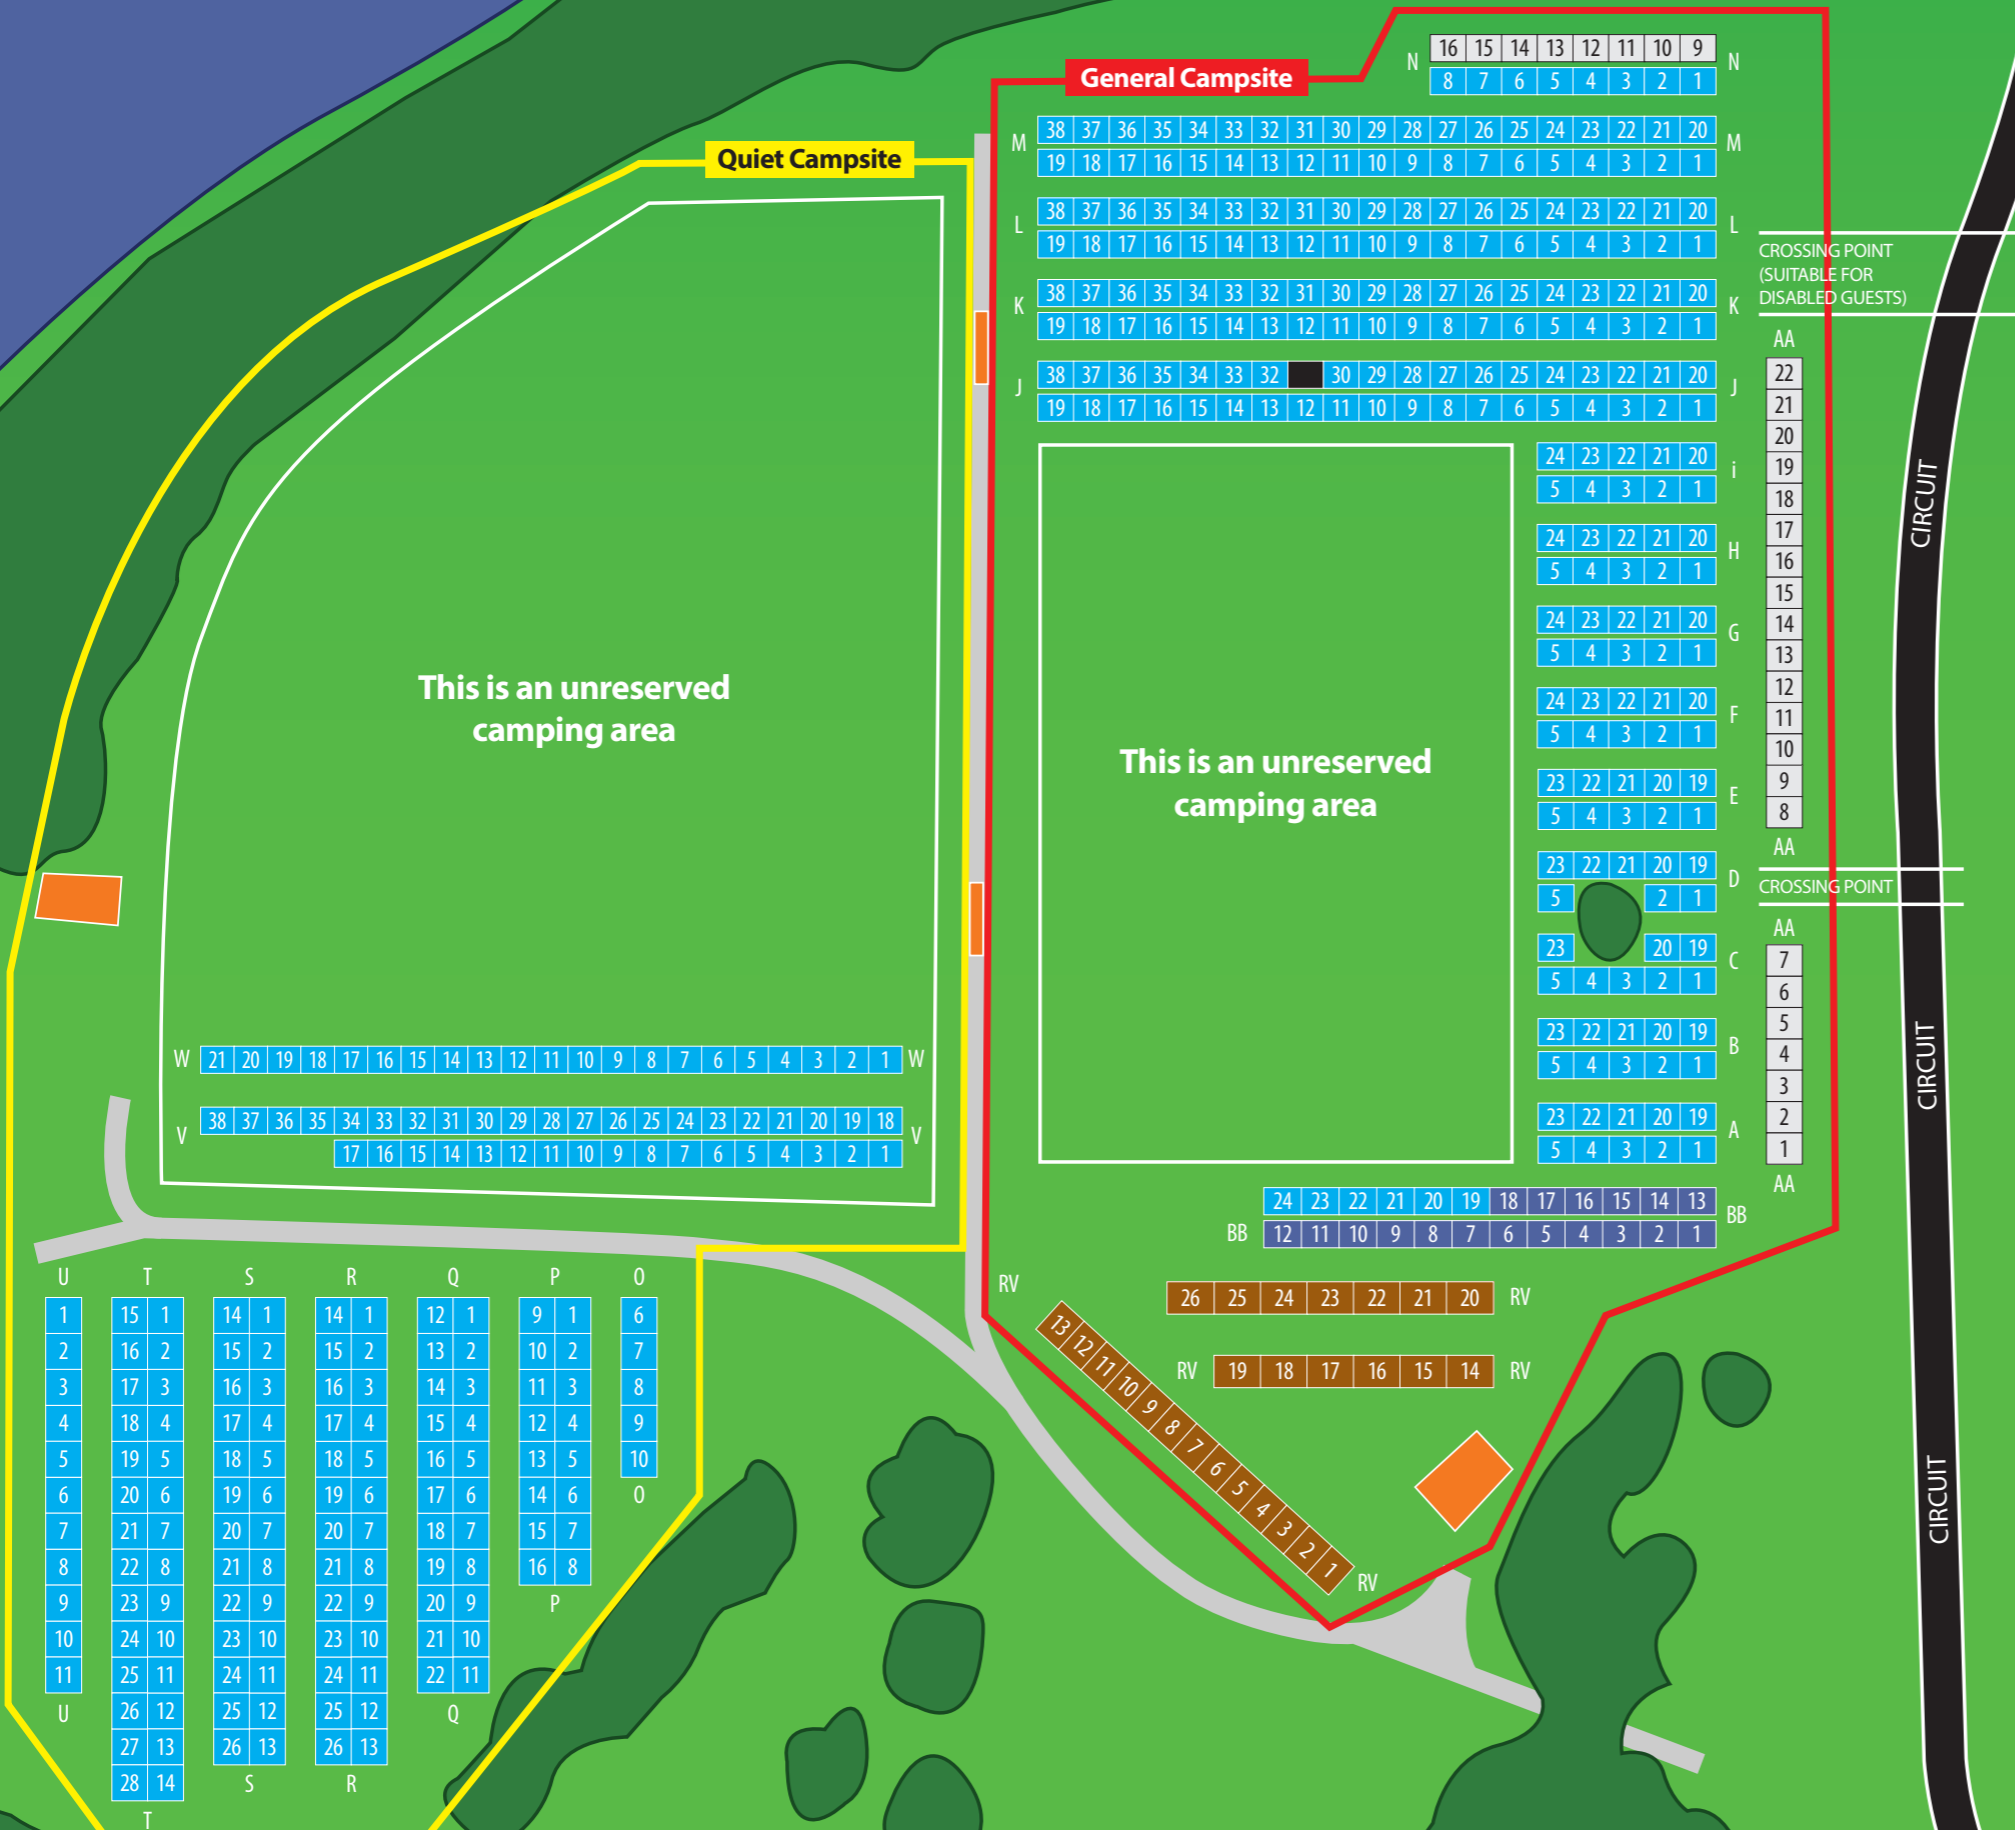 N 16 15 14 13 12 11 10 9 N
8 7 6 5 4 3 2 1
General Campsite
M 38 37 36 35 34 33 32 31 30 29 28 27 26 25 24 23 22 21 20 M
19 18 17 16 15 14 13 12 11 10 9 8 7 6 5 4 3 2 1
Quiet Campsite
L 38 37 36 35 34 33 32 31 30 29 28 27 26 25 24 23 22 21 20 L
19 18 17 16 15 14 13 12 11 10 9 8 7 6 5 4 3 2 1
CROSSING POINT
(SUITABLE FOR
DISABLED GUESTS)
K 38 37 36 35 34 33 32 31 30 29 28 27 26 25 24 23 22 21 20 K
19 18 17 16 15 14 13 12 11 10 9 8 7 6 5 4 3 2 1
J 38 37 36 35 34 33 32 30 29 28 27 26 25 24 23 22 21 20 J
19 18 17 16 15 14 13 12 11 10 9 8 7 6 5 4 3 2 1
AA
22
21
20
19
18
17
16
15
14
13
12
11
10
9
8
AA
CIRCUIT
24 23 22 21 20 i
5 4 3 2 1
24 23 22 21 20 H
5 4 3 2 1
24 23 22 21 20 G
5 4 3 2 1
24 23 22 21 20 F
5 4 3 2 1
23 22 21 20 19 E
5 4 3 2 1
23 22 21 20 19 D
5 2 1
23 20 19 C
5 4 3 2 1
23 22 21 20 19 B
5 4 3 2 1
23 22 21 20 19 A
5 4 3 2 1
This is an unreserved
camping area
This is an unreserved
camping area
CROSSING POINT
AA
7
6
5
4
3
2
1
AA
CIRCUIT
W 21 20 19 18 17 16 15 14 13 12 11 10 9 8 7 6 5 4 3 2 1 W
V 38 37 36 35 34 33 32 31 30 29 28 27 26 25 24 23 22 21 20 19 18 V
17 16 15 14 13 12 11 10 9 8 7 6 5 4 3 2 1
24 23 22 21 20 19 18 17 16 15 14 13 BB
BB 12 11 10 9 8 7 6 5 4 3 2 1
RV
26 25 24 23 22 21 20 RV
RV 19 18 17 16 15 14 RV
13 12 11 10 9 8 7 6 5 4 3 2 1 RV
CIRCUIT
U T S R Q P O
1 15 1 14 1 14 1 12 1 9 1 6
2 16 2 15 2 15 2 13 2 10 2 7
3 17 3 16 3 16 3 14 3 11 3 8
4 18 4 17 4 17 4 15 4 12 4 9
5 19 5 18 5 18 5 16 5 13 5 10
6 20 6 19 6 19 6 17 6 14 6 O
7 21 7 20 7 20 7 18 7 15 7
8 22 8 21 8 21 8 19 8 16 8
9 23 9 22 9 22 9 20 9 P
10 24 10 23 10 23 10 21 10
11 25 11 24 11 24 11 22 11
U 26 12 25 12 25 12 Q
27 13 26 13 26 13
28 14 S R
T